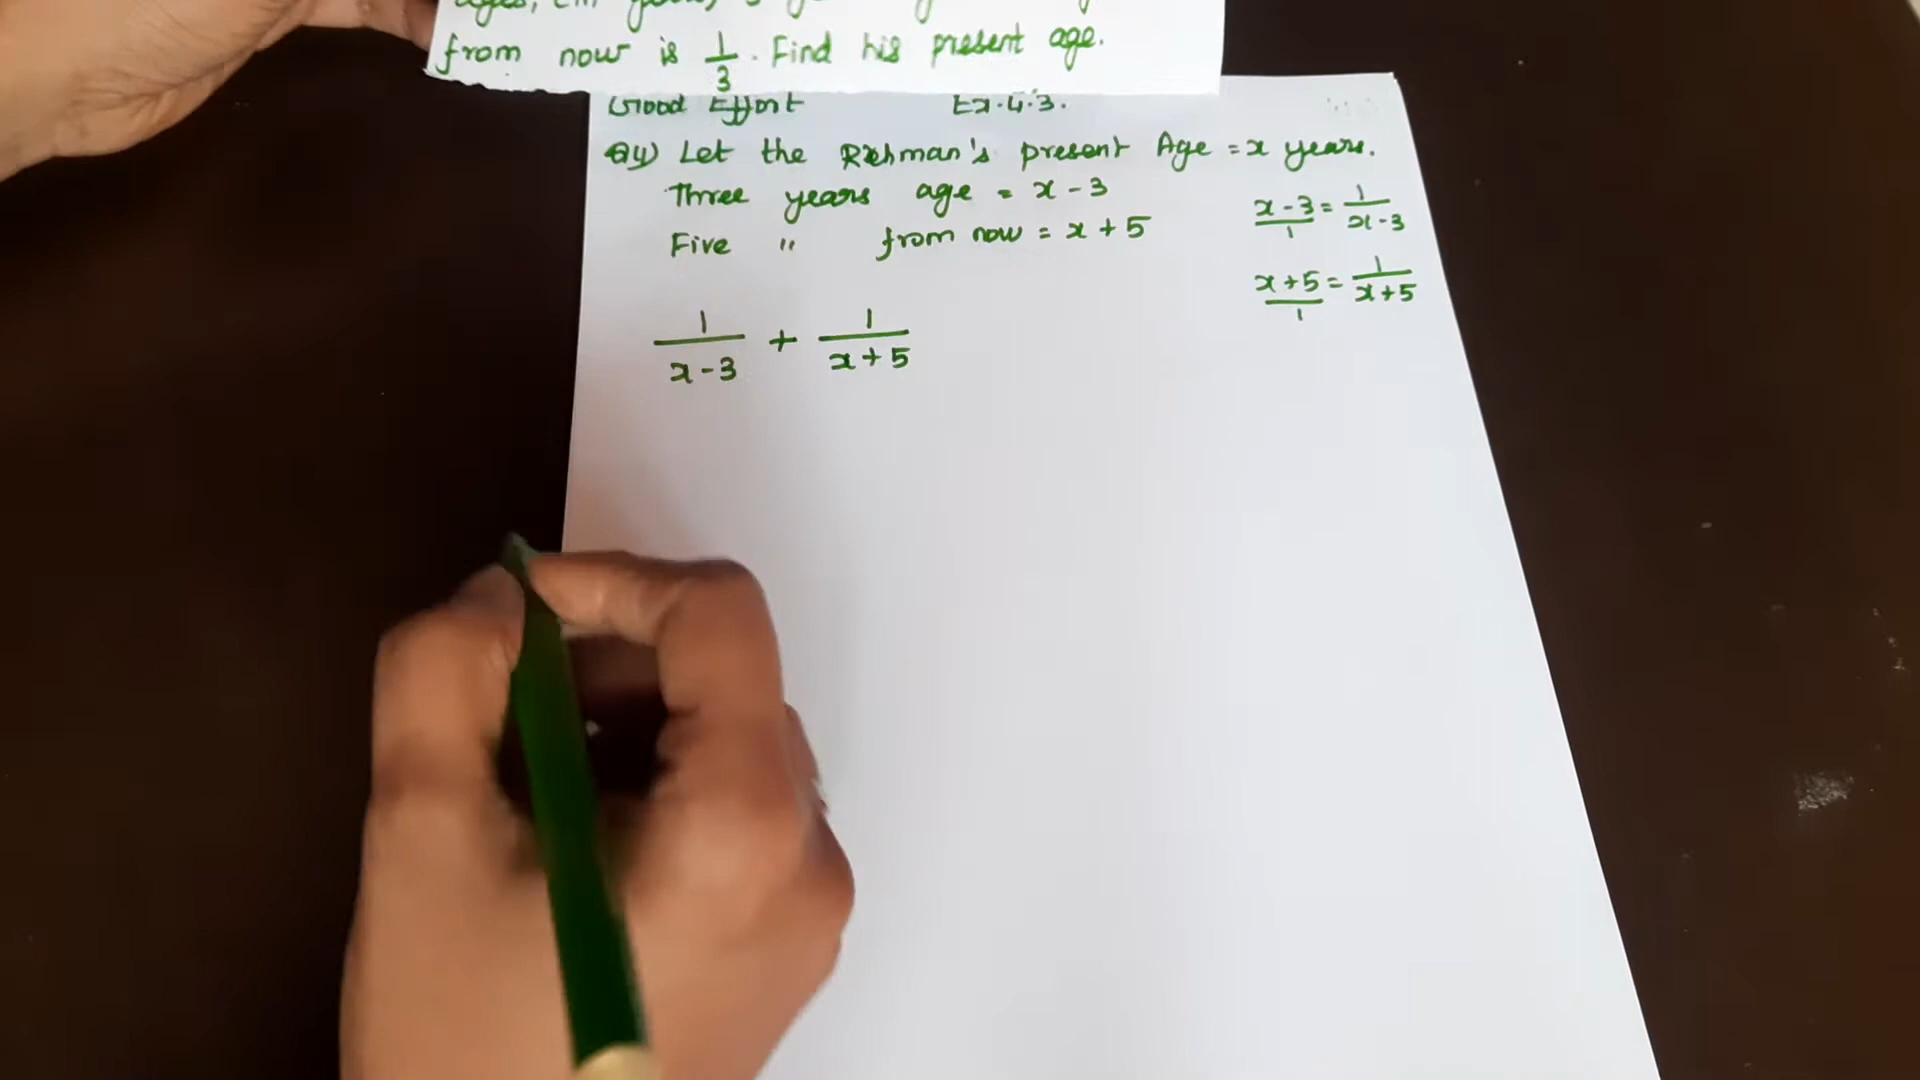 from now is 1/3. Find his present age.
Good Effort Ex.4.3.
Q4) Let the Rehman's present Age = x years.
Three years age = x - 3
Five " from now = x + 5
x - 3 / 1 = 1 / x - 3
x + 5 / 1 = 1 / x + 5
1 / x - 3 + 1 / x + 5